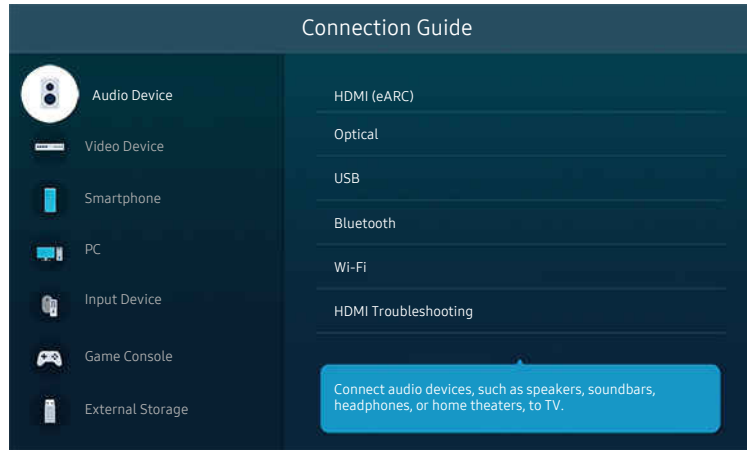 Connection Guide
Audio Device
Video Device
Smartphone
PC
Input Device
Game Console
External Storage
HDMI (eARC)
Optical
USB
Bluetooth
Wi-Fi
HDMI Troubleshooting
Connect audio devices, such as speakers, soundbars,
headphones, or home theaters, to TV.